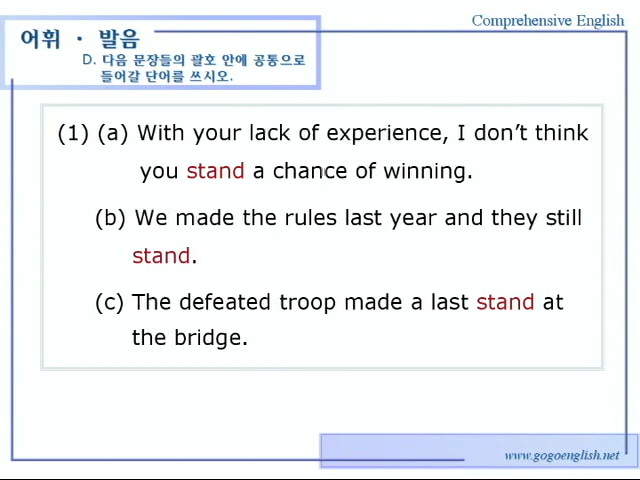 Comprehensive English
어휘 · 발음
D. 다음 문장들의 괄호 안에 공통으로
들어갈 단어를 쓰시오.
(1) (a) With your lack of experience, I don't think
you stand a chance of winning.
(b) We made the rules last year and they still
stand.
(c) The defeated troop made a last stand at
the bridge.
www.gogoenglish.net